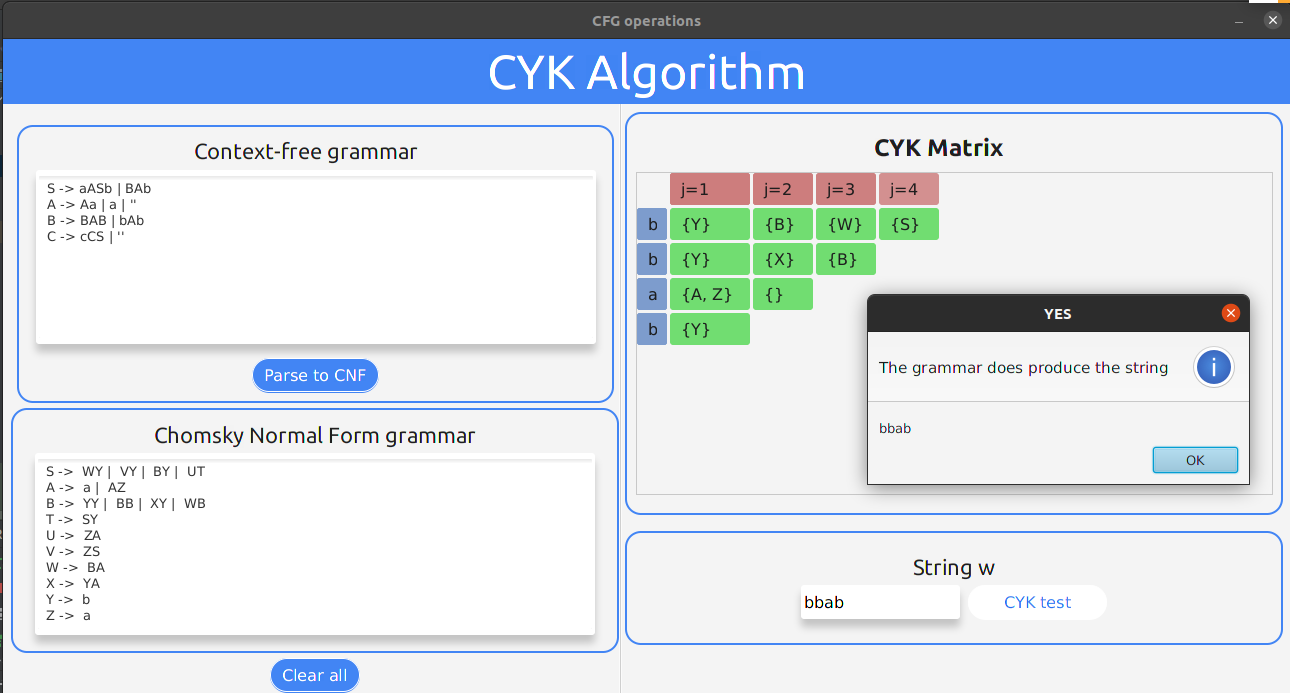 CFG operations
CYK Algorithm
Context-free grammar
S -> aASb | BAb
A -> Aa | a | ''
B -> BAB | bAb
C -> cCS | ''
Parse to CNF
Chomsky Normal Form grammar
S -> WY | VY | BY | UT
A -> a | AZ
B -> YY | BB | XY | WB
T -> SY
U -> ZA
V -> ZS
W -> BA
X -> YA
Y -> b
Z -> a
Clear all
CYK Matrix
j=1 j=2 j=3 j=4
b {Y} {B} {W} {S}
b {Y} {X} {B}
a {A, Z} {}
b {Y}
YES
The grammar does produce the string
i
bbab
OK
String w
bbab CYK test